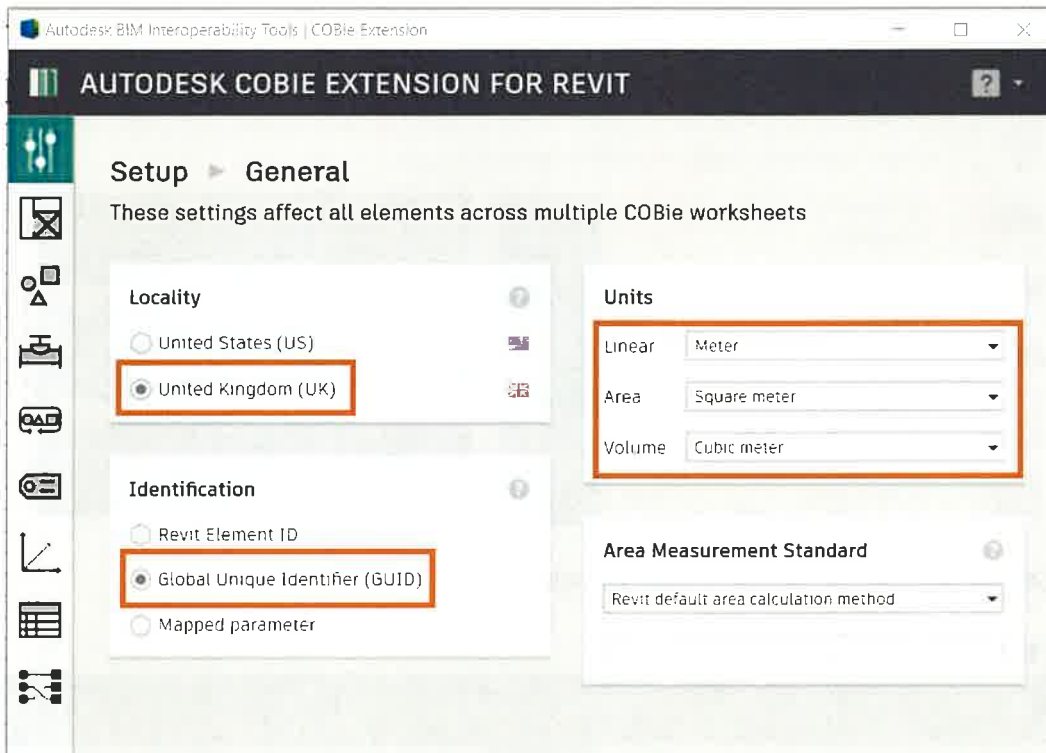 Autodesk BIM Interoperability Tools | COBie Extension
AUTODESK COBIE EXTENSION FOR REVIT
?
Setup ▸ General
These settings affect all elements across multiple COBie worksheets
Locality
?
United States (US)
United Kingdom (UK)
Identification
?
Revit Element ID
Global Unique Identifier (GUID)
Mapped parameter
Units
Linear Meter
Area Square meter
Volume Cubic meter
Area Measurement Standard
?
Revit default area calculation method